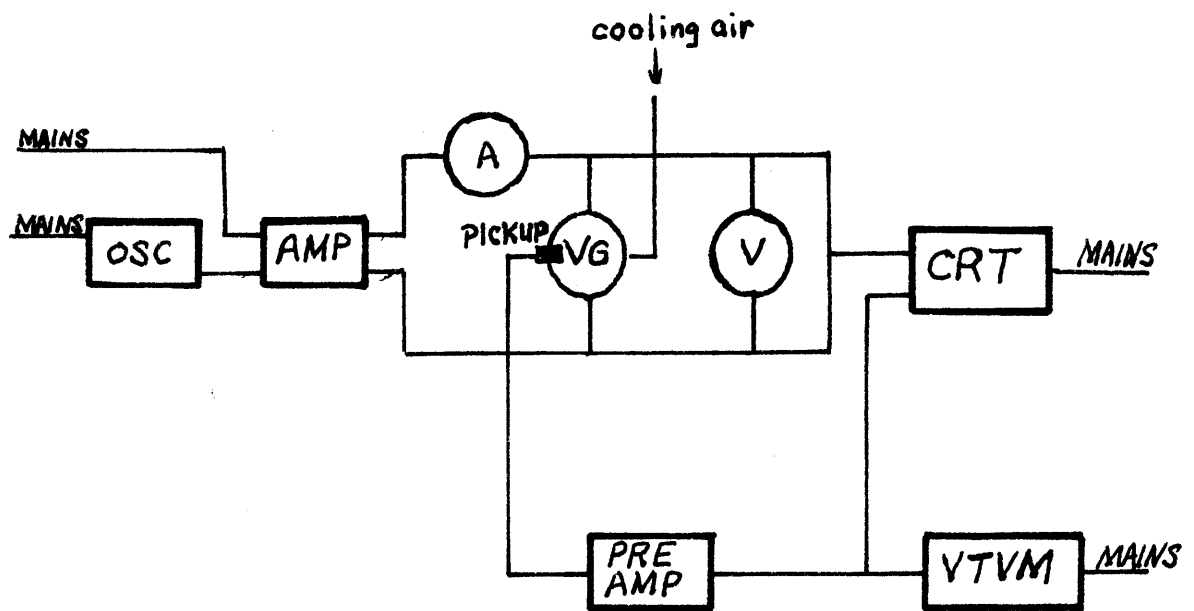 cooling air
MAINS
A
MAINS
OSC
AMP
PICKUP
VG
V
CRT
MAINS
PRE
AMP
VTVM
MAINS